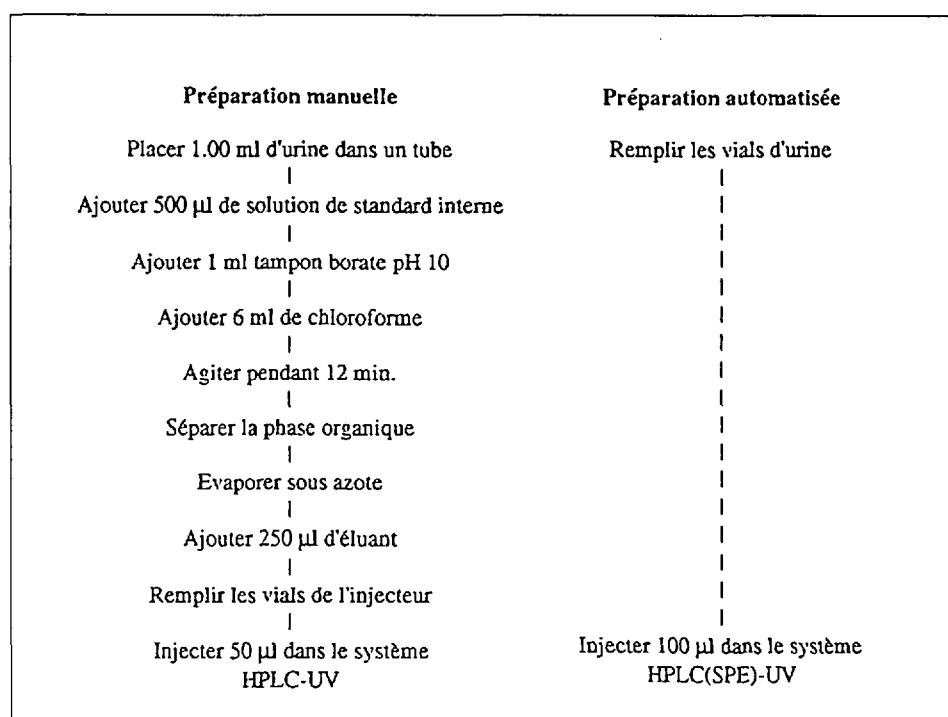 Préparation manuelle
Placer 1.00 ml d'urine dans un tube
Ajouter 500 µl de solution de standard interne
Ajouter 1 ml tampon borate pH 10
Ajouter 6 ml de chloroforme
Agiter pendant 12 min.
Séparer la phase organique
Evaporer sous azote
Ajouter 250 µl d'éluant
Remplir les vials de l'injecteur
Injecter 50 µl dans le système
HPLC-UV
Préparation automatisée
Remplir les vials d'urine
Injecter 100 µl dans le système
HPLC(SPE)-UV